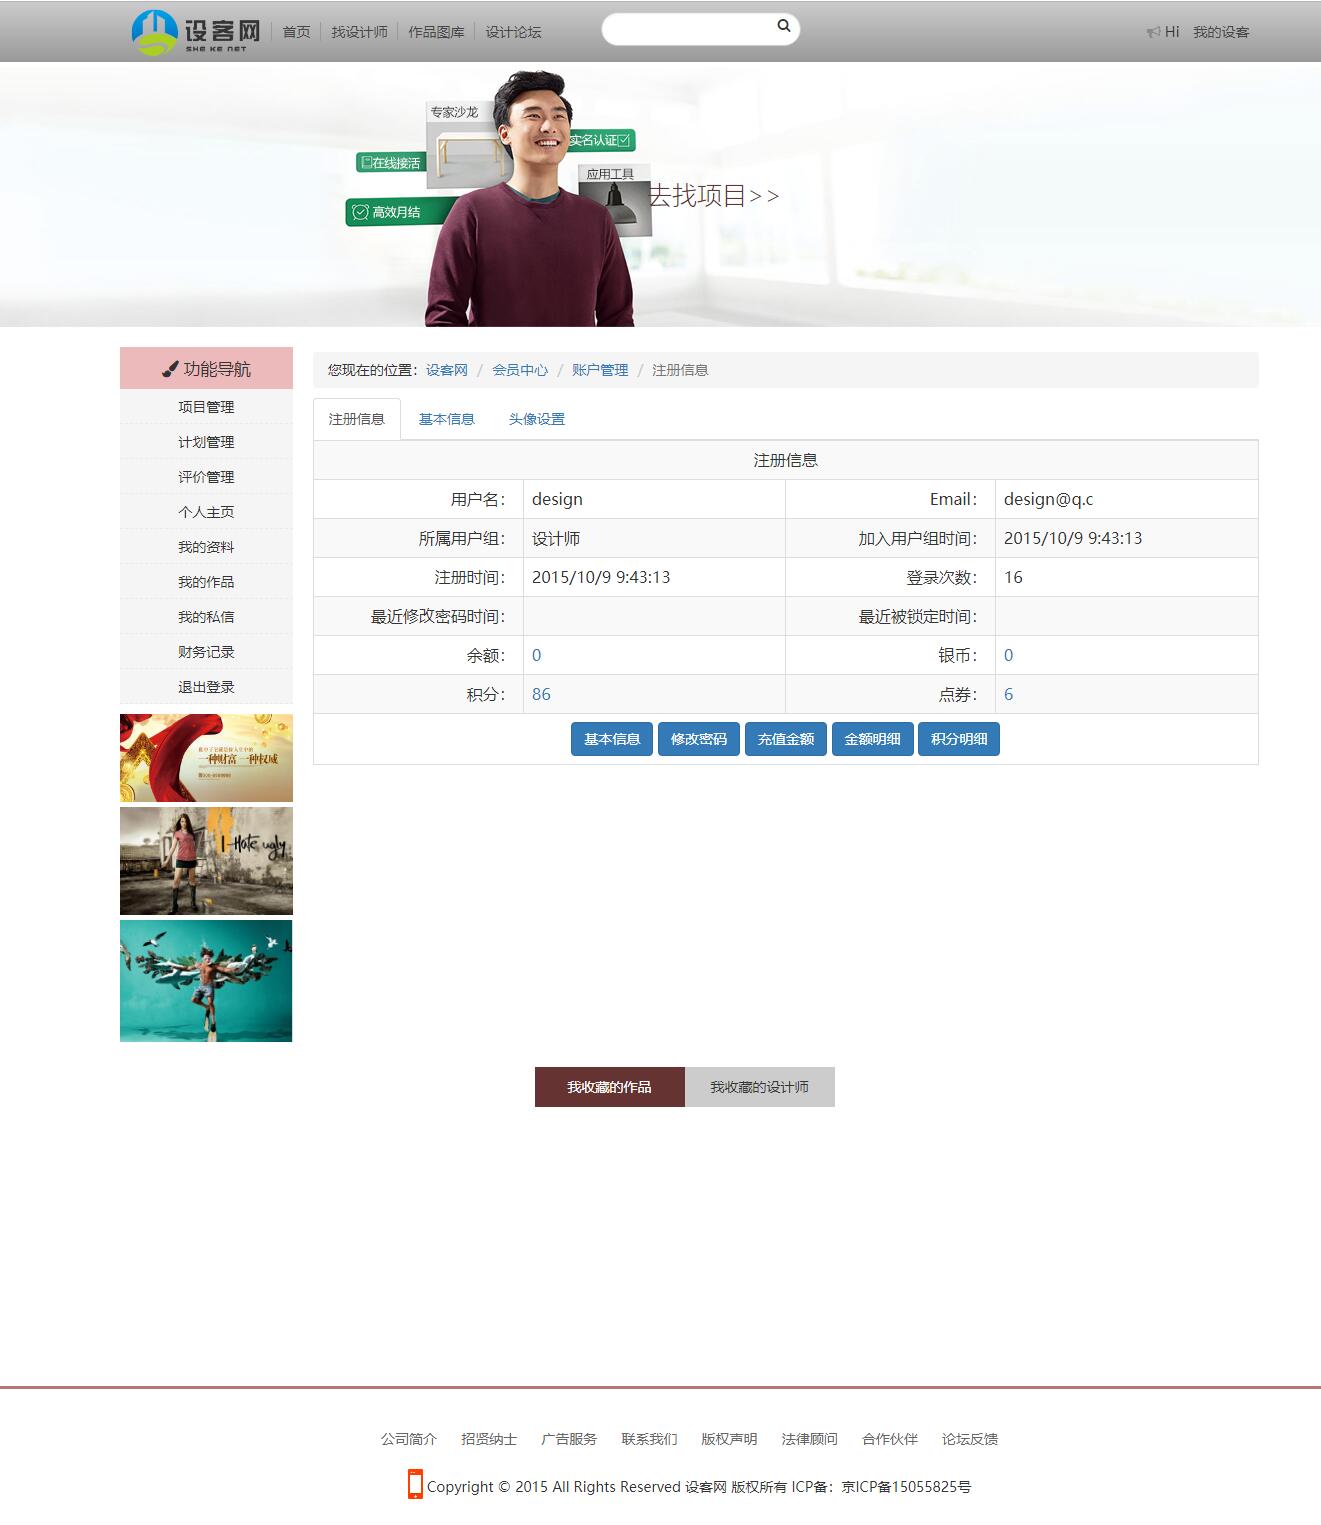 设客网
SHE KE NET
首页
找设计师
作品图库
设计论坛
Hi
我的设客
专家沙龙
在线接活
实名认证
应用工具
高效月结
去找项目>>
功能导航
项目管理
计划管理
评价管理
个人主页
我的资料
我的作品
我的私信
财务记录
退出登录
一种财富 一种权威
I Hate ugly
您现在的位置：设客网 / 会员中心 / 账户管理 / 注册信息
注册信息 基本信息 头像设置
注册信息
用户名： design Email： design@q.c
所属用户组： 设计师 加入用户组时间： 2015/10/9 9:43:13
注册时间： 2015/10/9 9:43:13 登录次数： 16
最近修改密码时间： 最近被锁定时间：
余额： 0 银币： 0
积分： 86 点券： 6
基本信息 修改密码 充值金额 金额明细 积分明细
我收藏的作品 我收藏的设计师
公司简介 招贤纳士 广告服务 联系我们 版权声明 法律顾问 合作伙伴 论坛反馈
Copyright © 2015 All Rights Reserved 设客网 版权所有 ICP备：京ICP备15055825号